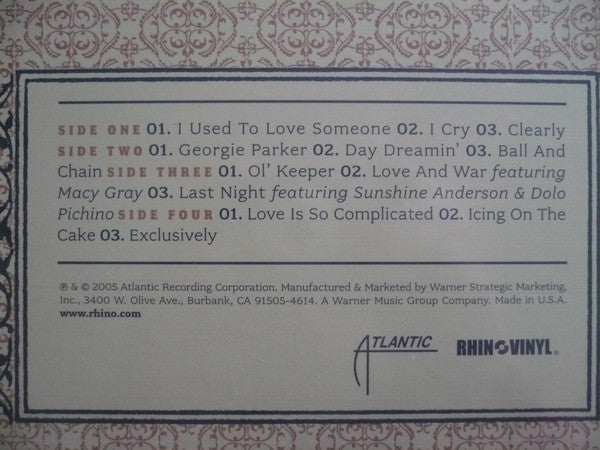 SIDE ONE 01. I Used To Love Someone 02. I Cry 03. Clearly
SIDE TWO 01. Georgie Parker 02. Day Dreamin' 03. Ball And
Chain SIDE THREE 01. Ol' Keeper 02. Love And War featuring
Macy Gray 03. Last Night featuring Sunshine Anderson & Dolo
Pichino SIDE FOUR 01. Love Is So Complicated 02. Icing On The
Cake 03. Exclusively
℗ & © 2005 Atlantic Recording Corporation. Manufactured & Marketed by Warner Strategic Marketing,
Inc., 3400 W. Olive Ave., Burbank, CA 91505-4614. A Warner Music Group Company. Made in U.S.A.
www.rhino.com
ATLANTIC RHINO VINYL®